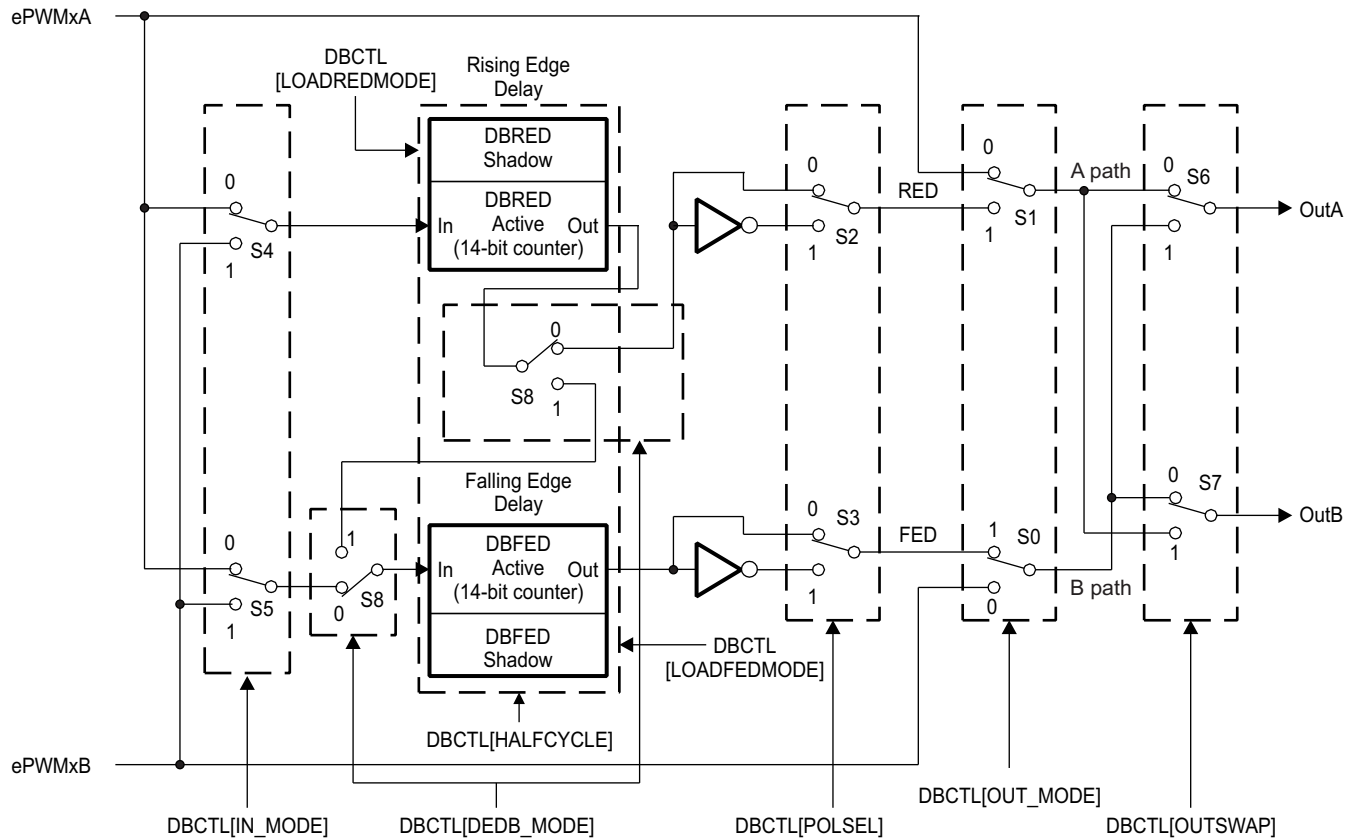 ePWMxA
DBCTL
[LOADREDMODE]
Rising Edge
Delay
DBRED
Shadow
DBRED
Active
(14-bit counter)
In
Out
0
S4
1
0
S8
1
0
S2
1
RED
0
S1
1
A path
0
S6
1
OutA
Falling Edge
Delay
0
S5
1
1
S8
0
DBFED
Active
(14-bit counter)
In
Out
DBFED
Shadow
DBCTL
[LOADFEDMODE]
0
S3
1
FED
1
S0
0
B path
0
S7
1
OutB
DBCTL[HALFCYCLE]
ePWMxB
DBCTL[IN_MODE]
DBCTL[DEDB_MODE]
DBCTL[POLSEL]
DBCTL[OUT_MODE]
DBCTL[OUTSWAP]